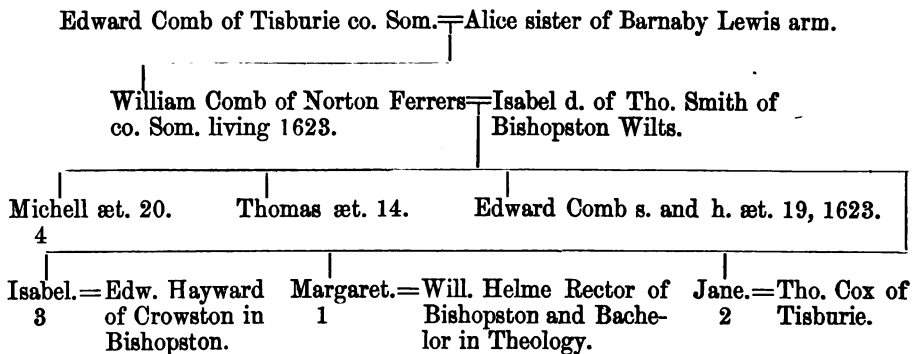 Edward Comb of Tisburie co. Som.=Alice sister of Barnaby Lewis arm.
William Comb of Norton Ferrers=Isabel d. of Tho. Smith of
co. Som. living 1623. Bishopston Wilts.
Michell æt. 20. Thomas æt. 14. Edward Comb s. and h. æt. 19, 1623.
4
Isabel.=Edw. Hayward Margaret.=Will. Helme Rector of Jane.=Tho. Cox of
3 of Crowston in 1 Bishopston and Bache- 2 Tisburie.
Bishopston. lor in Theology.